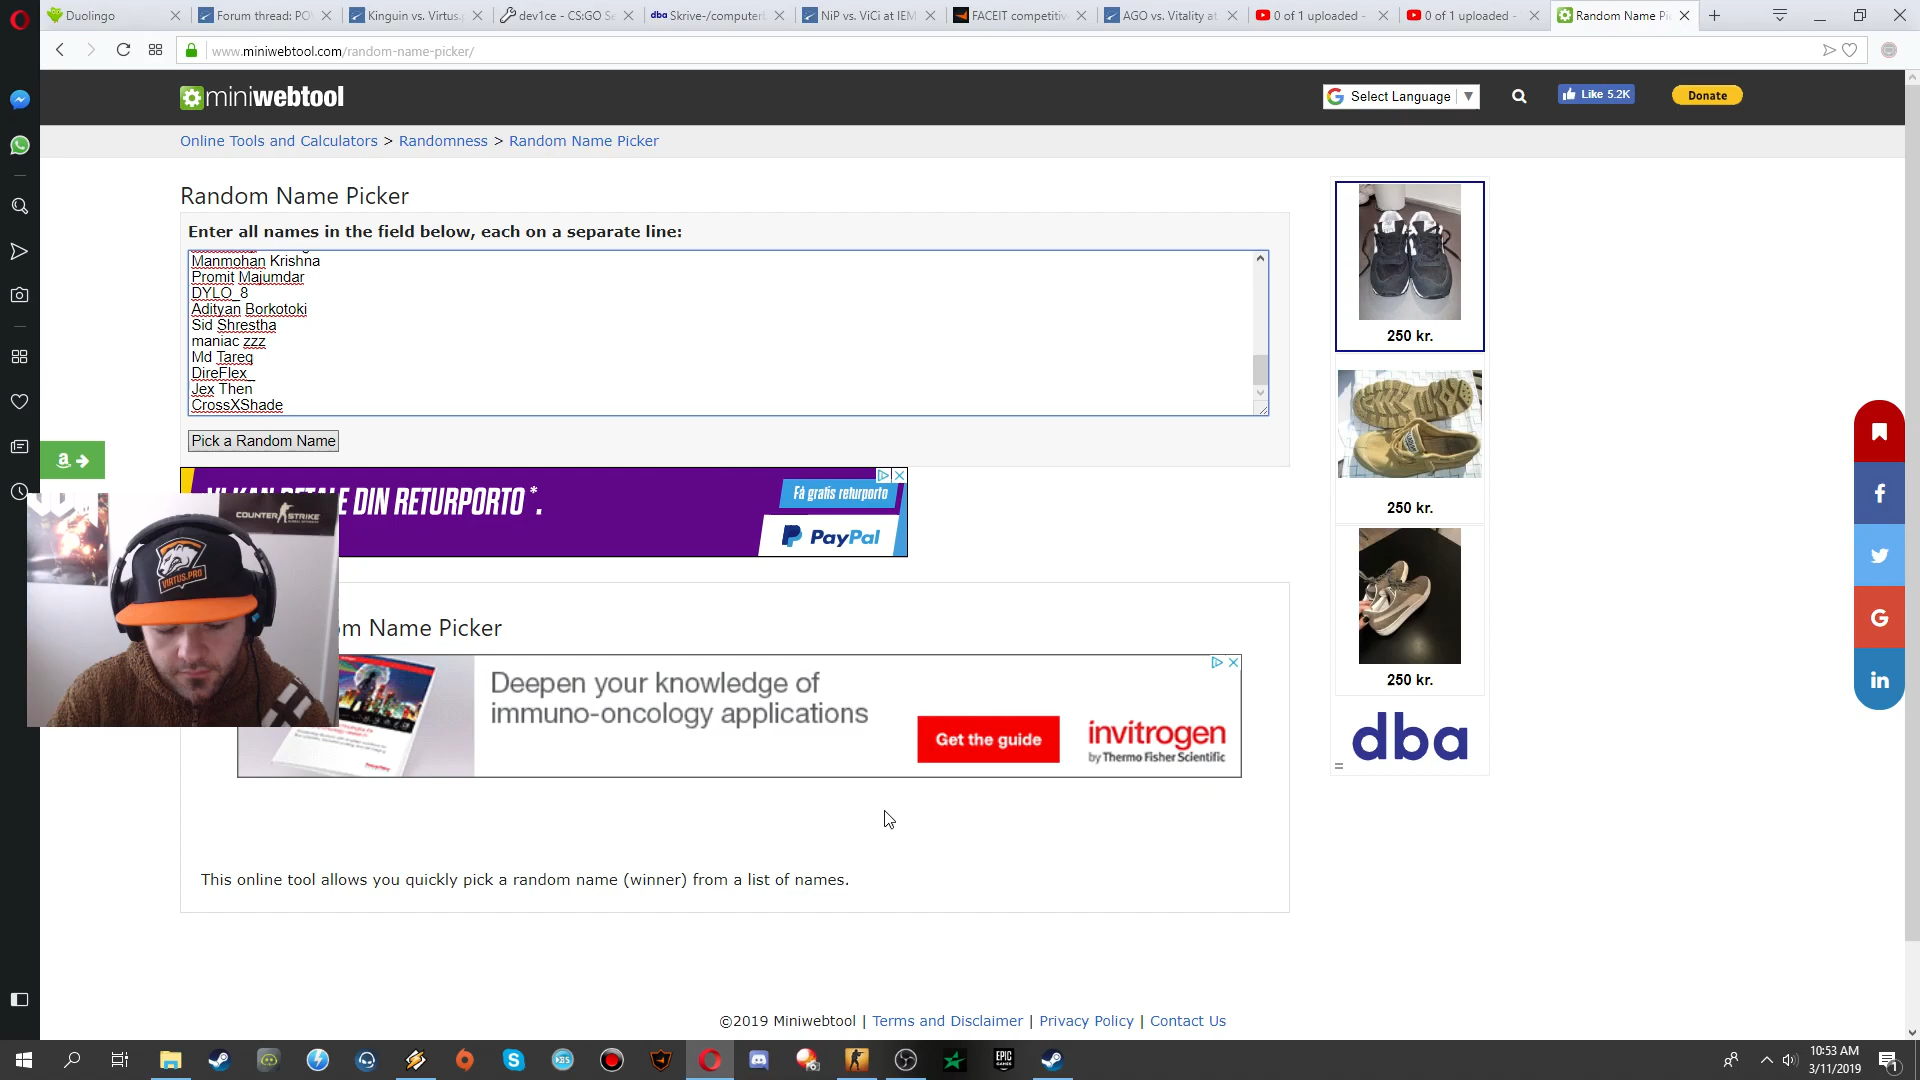 Duolingo
Forum thread: PO
Kinguin vs. Virtus.
dev1ce - CS:GO Se
dba Skrive-/computer
NiP vs. ViCi at IEM
FACEIT competitiv
AGO vs. Vitality at
0 of 1 uploaded -
0 of 1 uploaded -
Random Name Pi
www.miniwebtool.com/random-name-picker/
miniwebtool
Select Language
Like 5.2K
Donate
Online Tools and Calculators > Randomness > Random Name Picker
Random Name Picker
Enter all names in the field below, each on a separate line:
Manmohan Krishna
Promit Majumdar
DYLO_8
Adityan Borkotoki
Sid Shrestha
maniac zzz
Md Tareq
DireFlex_
Jex Then
CrossXShade
Pick a Random Name
E DIN RETURPORTO*.
Få gratis returporto
PayPal
250 kr.
250 kr.
250 kr.
dba
COUNTER STRIKE
VIRTUS.PRO
om Name Picker
Deepen your knowledge of
immuno-oncology applications
Get the guide
invitrogen
by Thermo Fisher Scientific
This online tool allows you quickly pick a random name (winner) from a list of names.
©2019 Miniwebtool | Terms and Disclaimer | Privacy Policy | Contact Us
EPIC
GAMES
10:53 AM
3/11/2019
1